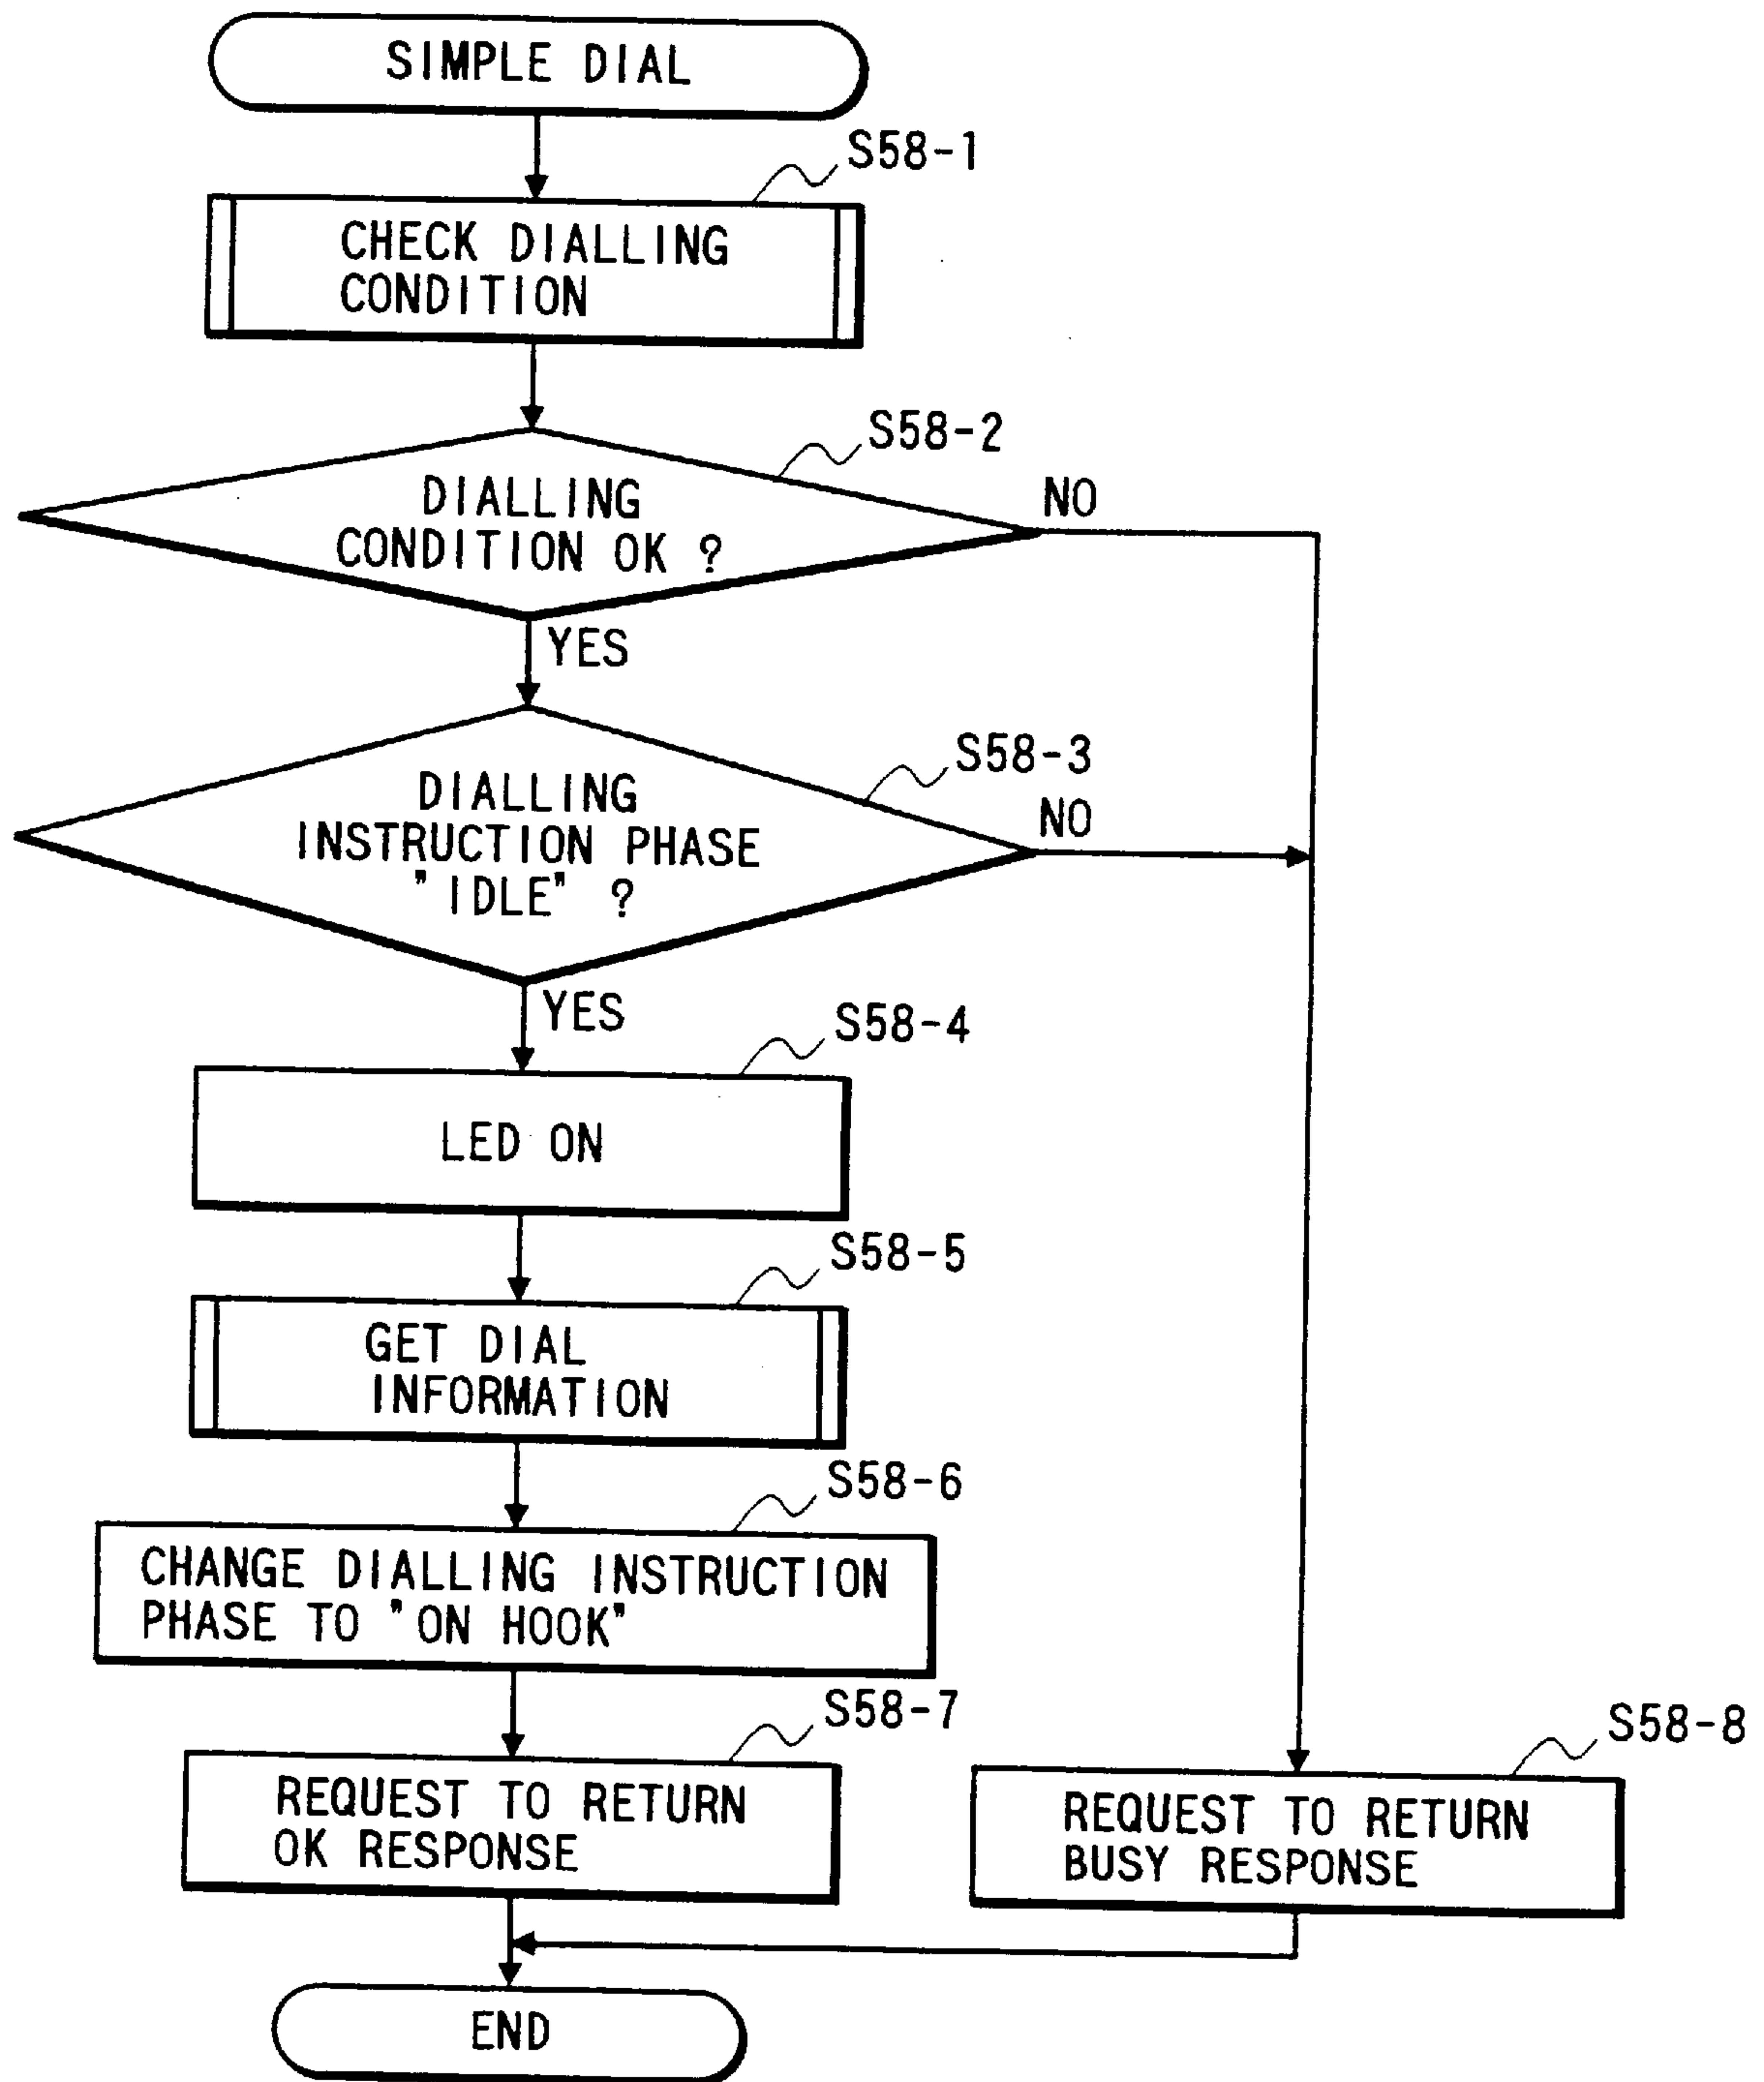 SIMPLE DIAL
S58-1
CHECK DIALLING
CONDITION
S58-2
DIALLING
CONDITION OK ?
NO
YES
S58-3
DIALLING
INSTRUCTION PHASE
"IDLE" ?
NO
YES
S58-4
LED ON
S58-5
GET DIAL
INFORMATION
S58-6
CHANGE DIALLING INSTRUCTION
PHASE TO "ON HOOK"
S58-7
REQUEST TO RETURN
OK RESPONSE
S58-8
REQUEST TO RETURN
BUSY RESPONSE
END